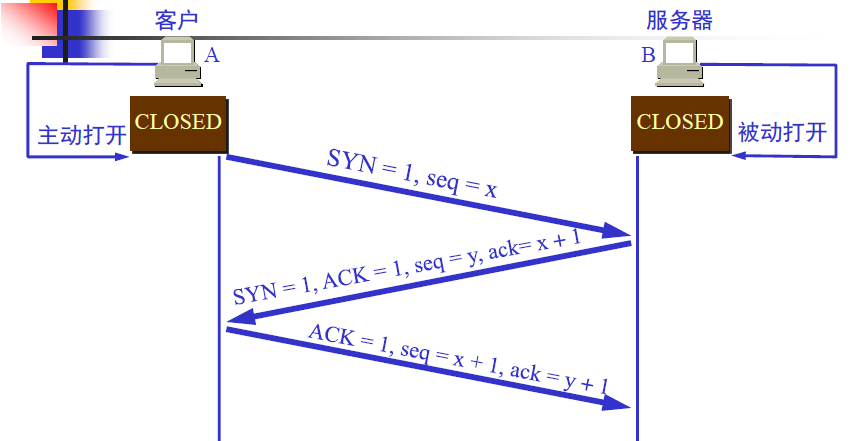 客户
服务器
A
B
CLOSED
CLOSED
主动打开
被动打开
SYN = 1, seq = x
SYN = 1, ACK = 1, seq = y, ack= x + 1
ACK = 1, seq = x + 1, ack = y + 1